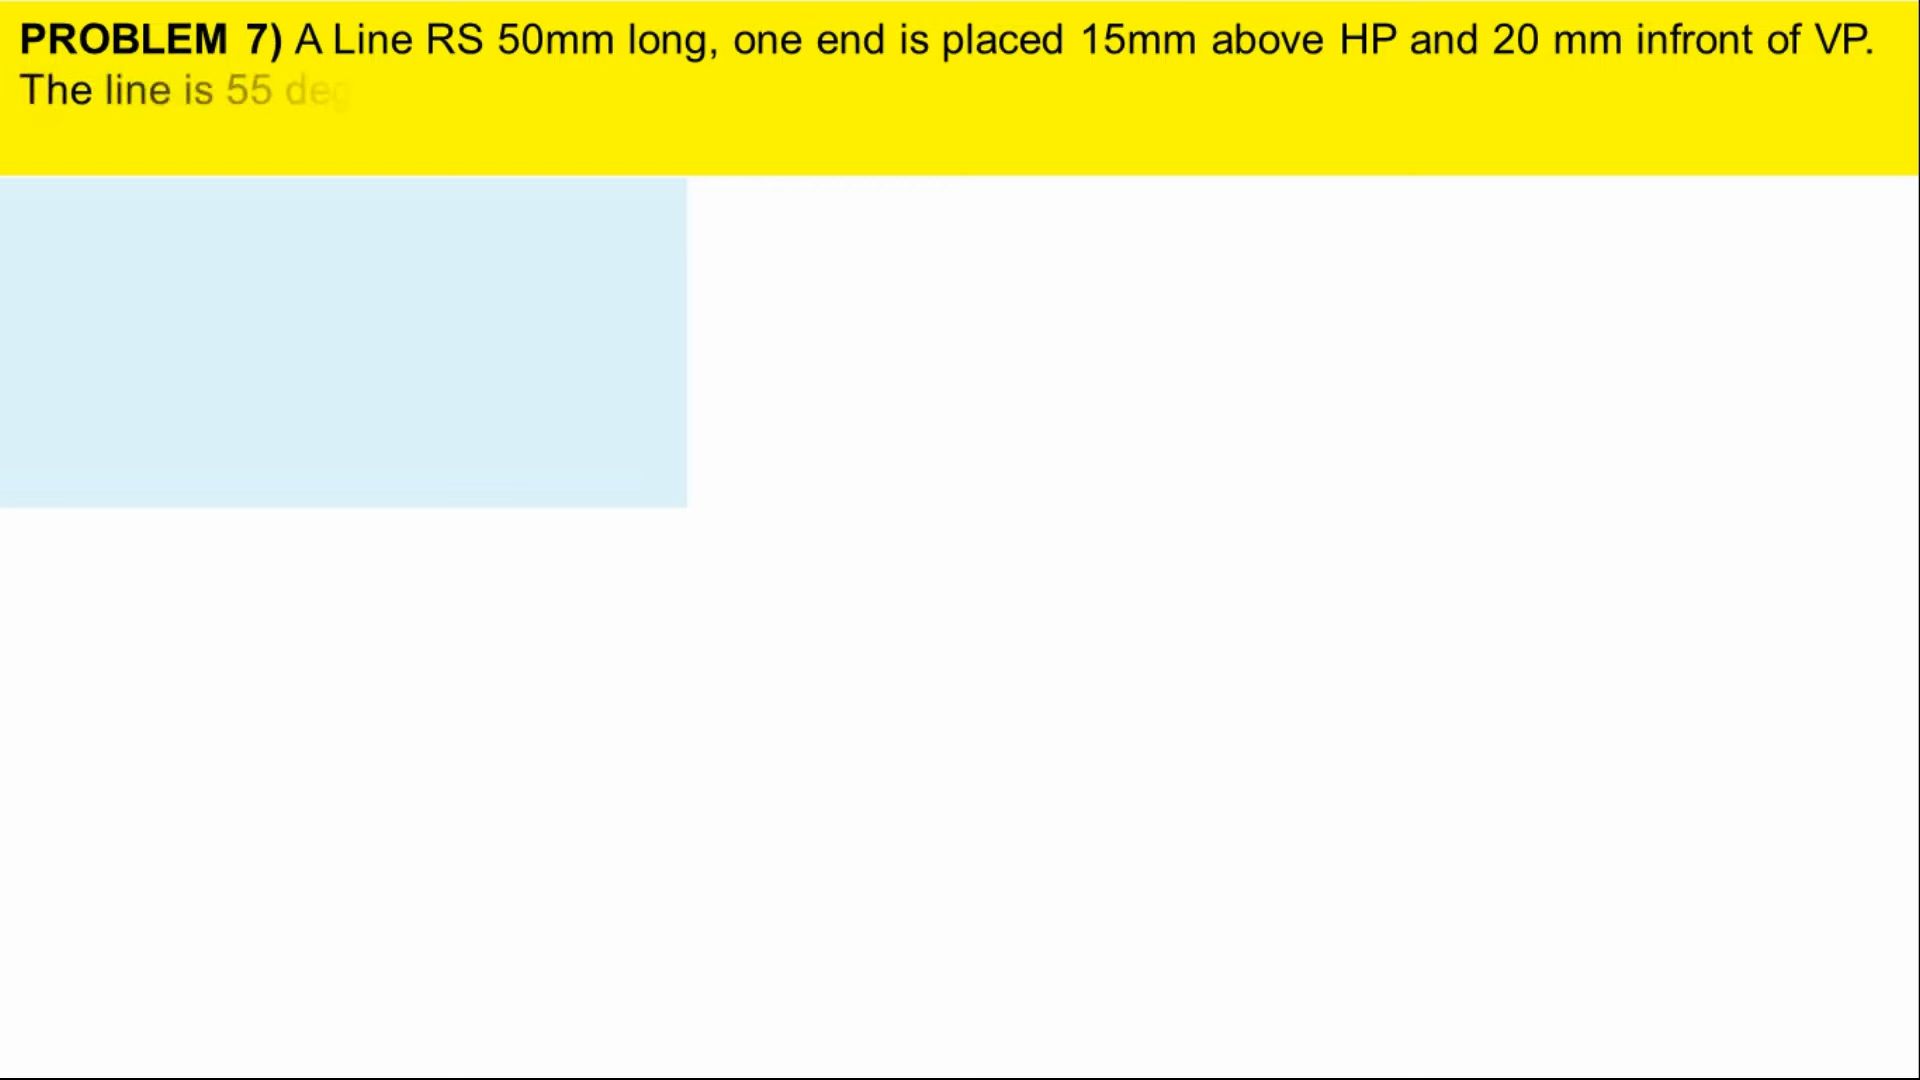 PROBLEM 7) A Line RS 50mm long, one end is placed 15mm above HP and 20 mm infront of VP.
The line is 55